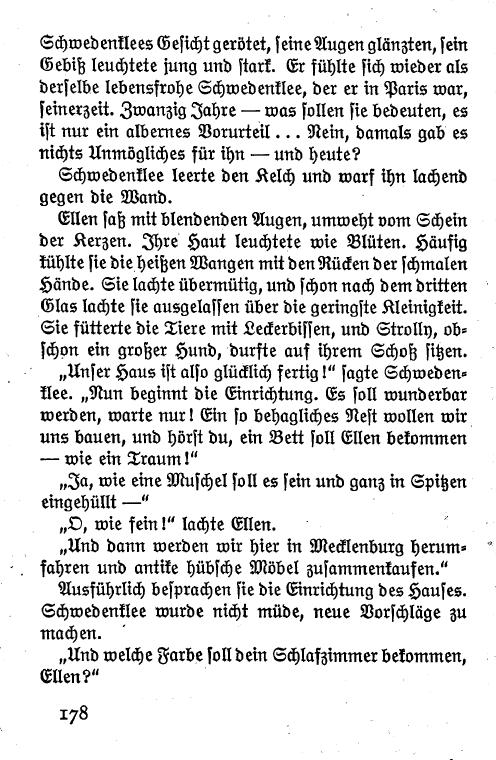 Schwedenklees Gesicht gerötet, seine Augen glänzten, sein
Gebiß leuchtete jung und stark. Er fühlte sich wieder als
derselbe lebensfrohe Schwedenklee, der er in Paris war,
seinerzeit. Zwanzig Jahre — was sollen sie bedeuten, es
ist nur ein albernes Vorurteil ... Nein, damals gab es
nichts Unmögliches für ihn — und heute?
Schwedenklee leerte den Kelch und warf ihn lachend
gegen die Wand.
Ellen saß mit blendenden Augen, umweht vom Schein
der Kerzen. Ihre Haut leuchtete wie Blüten. Häufig
kühlte sie die heißen Wangen mit den Rücken der schmalen
Hände. Sie lachte übermütig, und schon nach dem dritten
Glas lachte sie ausgelassen über die geringste Kleinigkeit.
Sie fütterte die Tiere mit Leckerbissen, und Strolly, ob-
schon ein großer Hund, durfte auf ihrem Schoß sitzen.
„Unser Haus ist also glücklich fertig!“ sagte Schweden-
klee. „Nun beginnt die Einrichtung. Es soll wunderbar
werden, warte nur! Ein so behagliches Nest wollen wir
uns bauen, und hörst du, ein Bett soll Ellen bekommen
— wie ein Traum!“
„Ja, wie eine Muschel soll es sein und ganz in Spitzen
eingehüllt —“
„O, wie fein!“ lachte Ellen.
„Und dann werden wir hier in Mecklenburg herum-
fahren und antike hübsche Möbel zusammenkaufen.“
Ausführlich besprachen sie die Einrichtung des Hauses.
Schwedenklee wurde nicht müde, neue Vorschläge zu
machen.
„Und welche Farbe soll dein Schlafzimmer bekommen,
Ellen?“
178